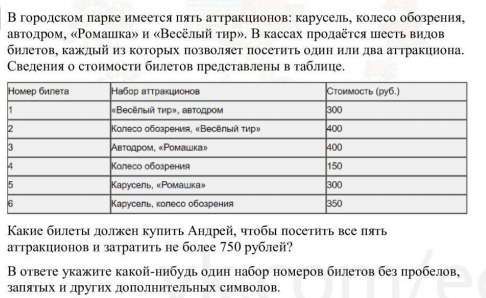 В городском парке имеется пять аттракционов: карусель, колесо обозрения,
автодром, «Ромашка» и «Весёлый тир». В кассах продаётся шесть видов
билетов, каждый из которых позволяет посетить один или два аттракциона.
Сведения о стоимости билетов представлены в таблице.
Номер билета Набор аттракционов Стоимость (руб.)
1 «Весёлый тир», автодром 300
2 Колесо обозрения, «Весёлый тир» 400
3 Автодром, «Ромашка» 400
4 Колесо обозрения 150
5 Карусель, «Ромашка» 300
6 Карусель, колесо обозрения 350
Какие билеты должен купить Андрей, чтобы посетить все пять
аттракционов и затратить не более 750 рублей?
В ответе укажите какой-нибудь один набор номеров билетов без пробелов,
запятых и других дополнительных символов.